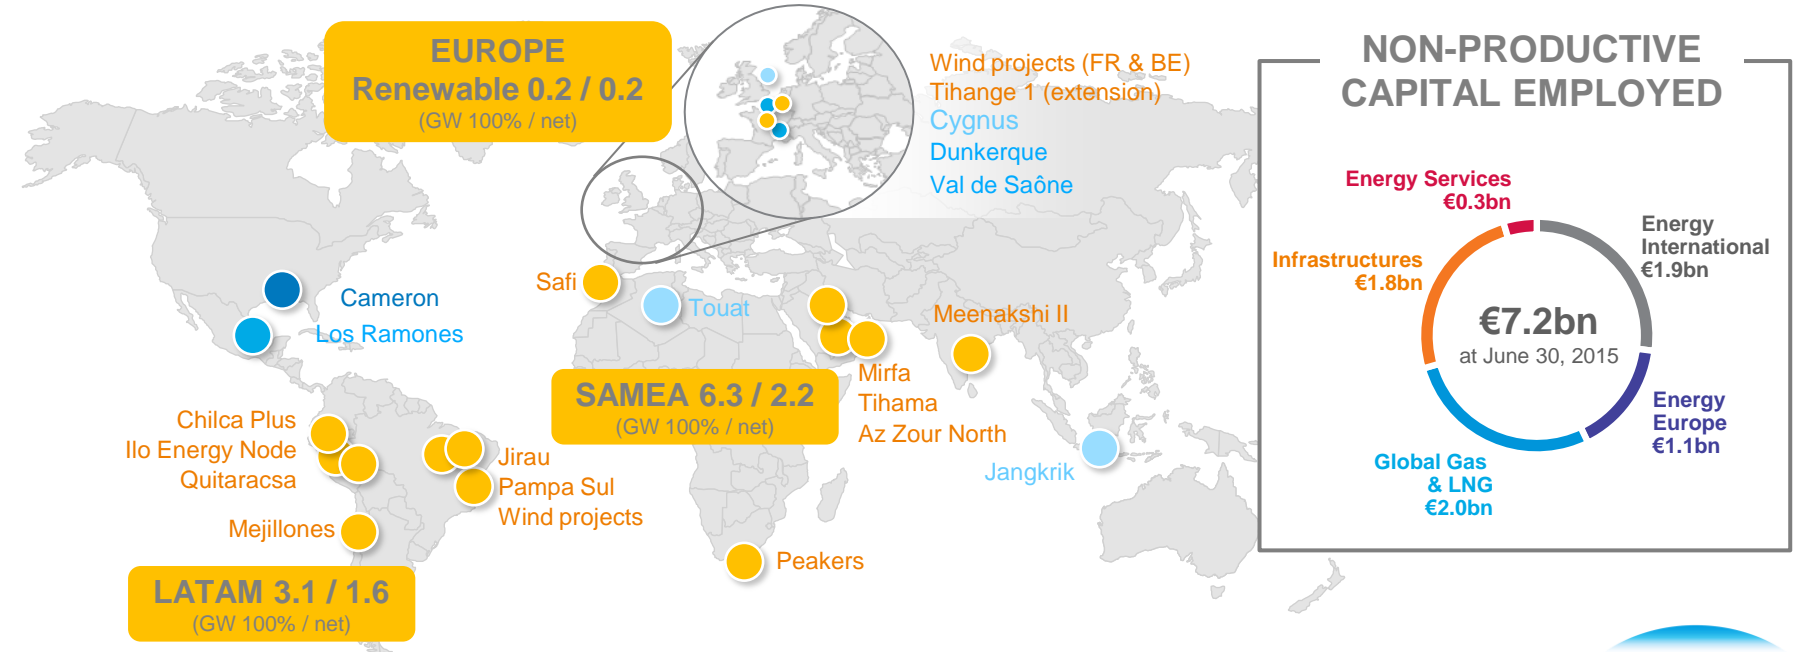 EUROPE
Renewable 0.2 / 0.2
(GW 100% / net)
Wind projects (FR & BE)
Tihange 1 (extension)
Cygnus
Dunkerque
Val de Saône
Cameron
Los Ramones
Safi
Touat
Meenakshi II
Mirfa
Tihama
Az Zour North
SAMEA 6.3 / 2.2
(GW 100% / net)
Chilca Plus
Ilo Energy Node
Quitaracsa
Jirau
Pampa Sul
Wind projects
Mejillones
Jangkrik
Peakers
LATAM 3.1 / 1.6
(GW 100% / net)
NON-PRODUCTIVE
CAPITAL EMPLOYED
Energy Services
€0.3bn
Energy
International
€1.9bn
Infrastructures
€1.8bn
€7.2bn
at June 30, 2015
Energy
Europe
€1.1bn
Global Gas
& LNG
€2.0bn